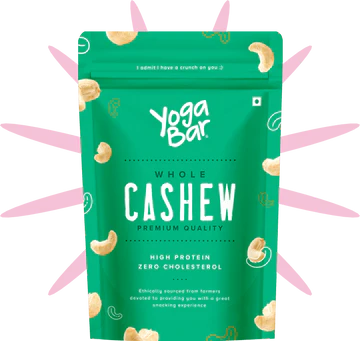 I admit I have a crunch on you ;)
Yoga
Bar
WHOLE
CASHEW
PREMIUM QUALITY
HIGH PROTEIN
ZERO CHOLESTEROL
Ethically sourced from farmers
devoted to providing you with a great
snacking experience